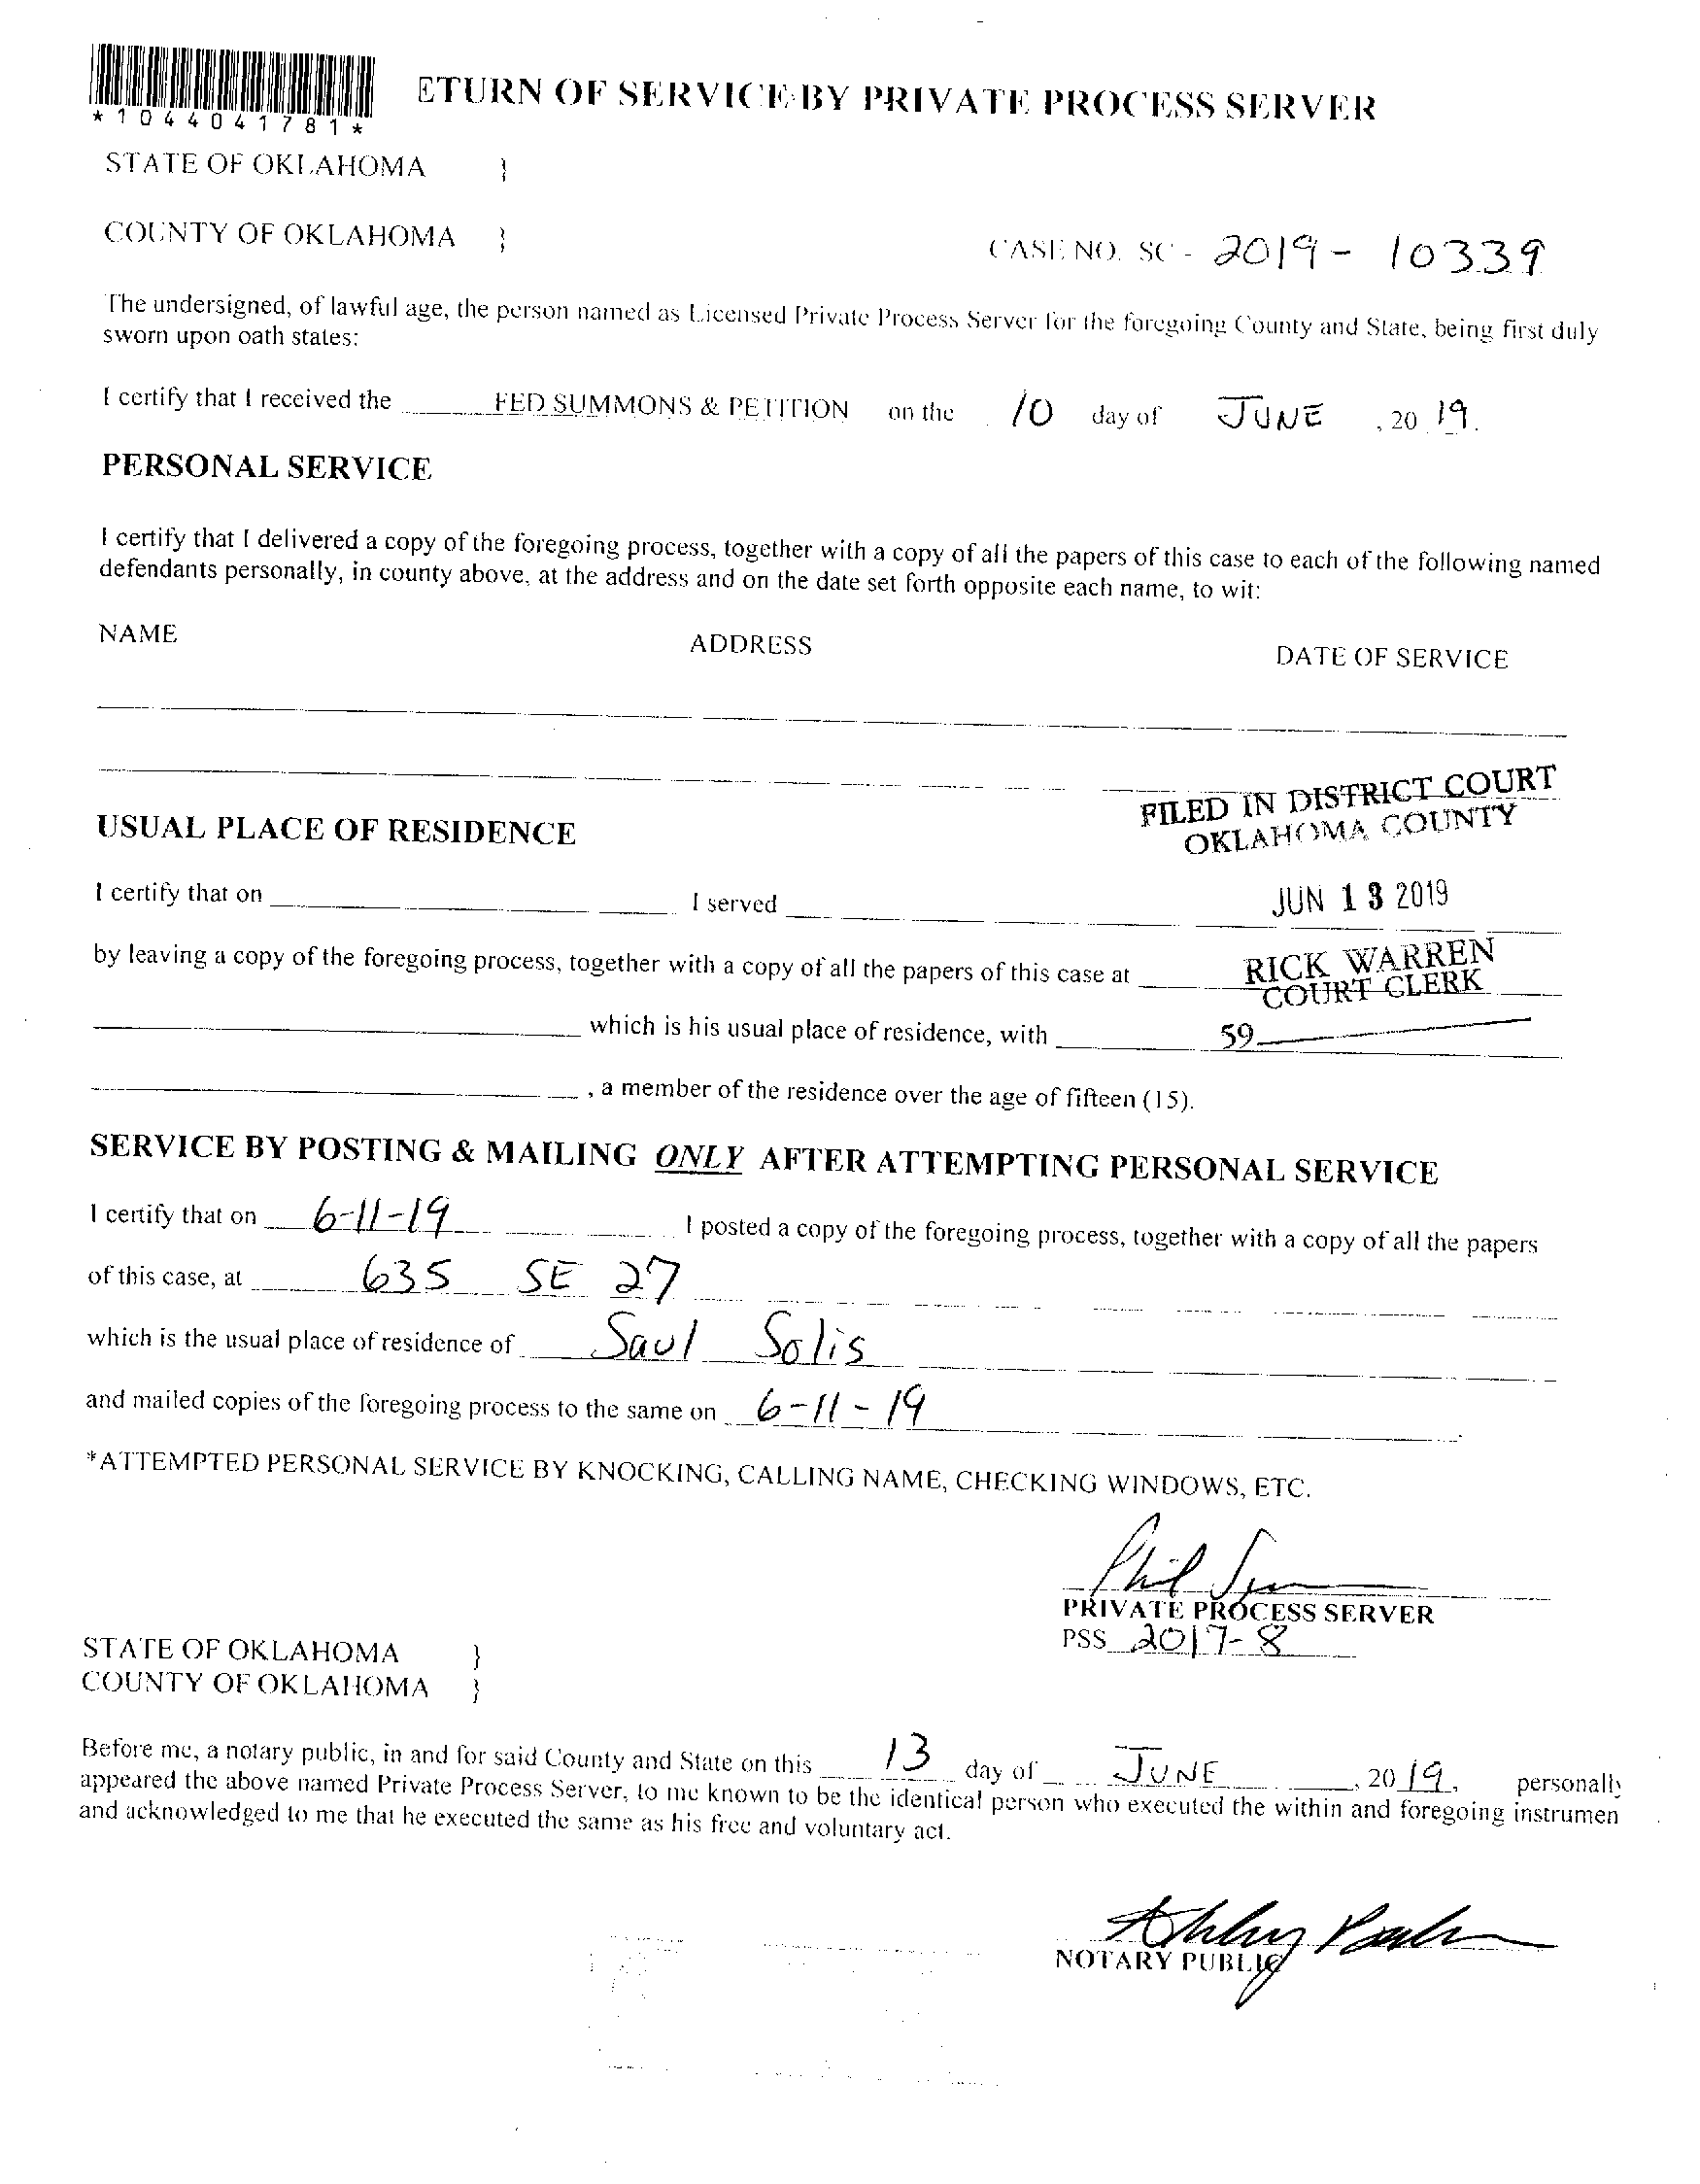 *1044041781*
ETURN OF SERVICE BY PRIVATE PROCESS SERVER
STATE OF OKLAHOMA }
COUNTY OF OKLAHOMA }
CASE NO. SC - 2019 - 10339
The undersigned, of lawful age, the person named as Licensed Private Process Server for the foregoing County and State, being first duly
sworn upon oath states:
I certify that I received the FED SUMMONS & PETITION on the 10 day of JUNE , 20 19.
PERSONAL SERVICE
I certify that I delivered a copy of the foregoing process, together with a copy of all the papers of this case to each of the following named
defendants personally, in county above, at the address and on the date set forth opposite each name, to wit:
NAME ADDRESS DATE OF SERVICE
FILED IN DISTRICT COURT
OKLAHOMA COUNTY
USUAL PLACE OF RESIDENCE
I certify that on I served
JUN 13 2019
by leaving a copy of the foregoing process, together with a copy of all the papers of this case at
RICK WARREN
COURT CLERK
which is his usual place of residence, with
59
, a member of the residence over the age of fifteen (15).
SERVICE BY POSTING & MAILING ONLY AFTER ATTEMPTING PERSONAL SERVICE
I certify that on 6-11-19 I posted a copy of the foregoing process, together with a copy of all the papers
of this case, at 635 SE 27
which is the usual place of residence of Saul Solis
and mailed copies of the foregoing process to the same on 6-11-19
*ATTEMPTED PERSONAL SERVICE BY KNOCKING, CALLING NAME, CHECKING WINDOWS, ETC.
Phil
PRIVATE PROCESS SERVER
PSS 2017-8
STATE OF OKLAHOMA }
COUNTY OF OKLAHOMA }
Before me, a notary public, in and for said County and State on this 13 day of JUNE , 20 19, personally
appeared the above named Private Process Server, to me known to be the identical person who executed the within and foregoing instrumen
and acknowledged to me that he executed the same as his free and voluntary act.
Ashley
NOTARY PUBLIC